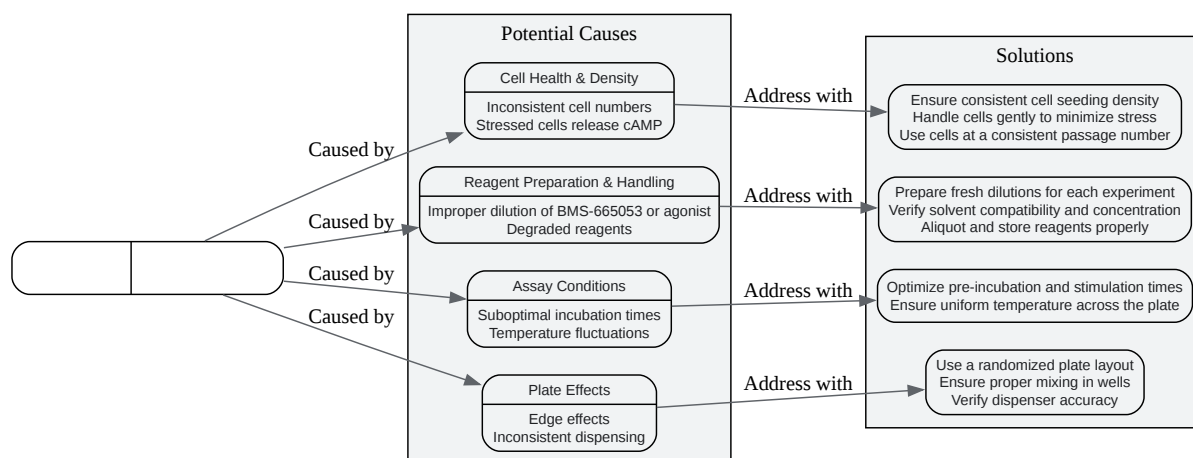 Potential Causes
Cell Health & Density
Inconsistent cell numbers
Stressed cells release cAMP
Reagent Preparation & Handling
Improper dilution of BMS-665053 or agonist
Degraded reagents
Assay Conditions
Suboptimal incubation times
Temperature fluctuations
Plate Effects
Edge effects
Inconsistent dispensing
Solutions
Ensure consistent cell seeding density
Handle cells gently to minimize stress
Use cells at a consistent passage number
Prepare fresh dilutions for each experiment
Verify solvent compatibility and concentration
Aliquot and store reagents properly
Optimize pre-incubation and stimulation times
Ensure uniform temperature across the plate
Use a randomized plate layout
Ensure proper mixing in wells
Verify dispenser accuracy
Caused by
Caused by
Caused by
Caused by
Address with
Address with
Address with
Address with